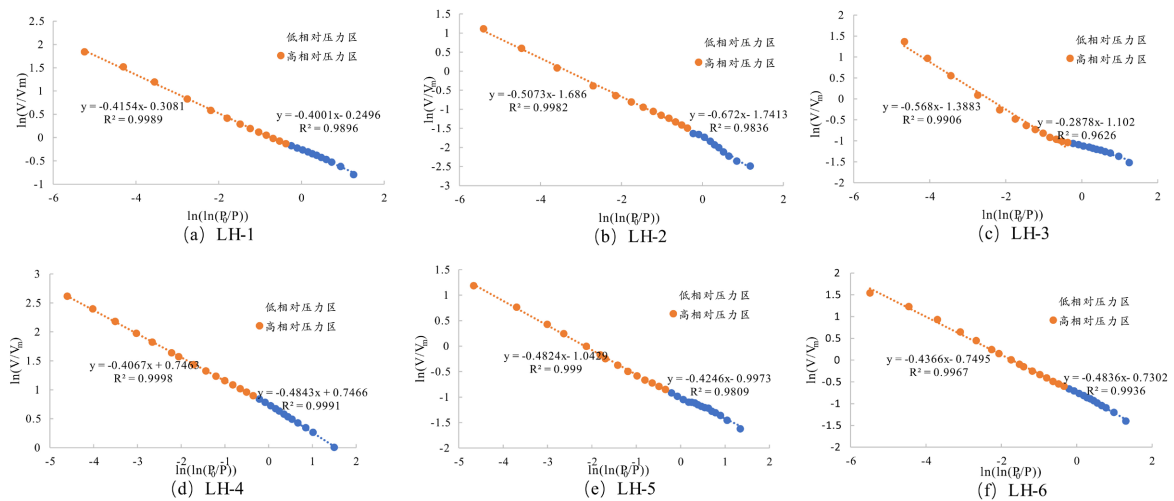 2.5
2
1.5
1
0.5
0
-0.5
-1
ln(V/Vm)
低相对压力区
高相对压力区
y = -0.4154x- 0.3081
R² = 0.9989
y = -0.4001x- 0.2496
R² = 0.9896
-6 -4 -2 0 2
ln(ln(P0/P))
(a) LH-1
1.5
1
0.5
0
-0.5
-1
-1.5
-2
-2.5
-3
ln(V/Vm)
低相对压力区
高相对压力区
y = -0.5073x- 1.686
R² = 0.9982
y = -0.672x- 1.7413
R² = 0.9836
-6 -4 -2 0 2
ln(ln(P0/P))
(b) LH-2
2
1.5
1
0.5
0
-0.5
-1
-1.5
-2
ln(V/Vm)
低相对压力区
高相对压力区
y = -0.568x- 1.3883
R² = 0.9906
y = -0.2878x- 1.102
R² = 0.9626
-6 -4 -2 0 2
ln(ln(P0/P))
(c) LH-3
3
2.5
2
1.5
1
0.5
0
ln(V/Vm)
低相对压力区
高相对压力区
y = -0.4067x + 0.7463
R² = 0.9998
y = -0.4843x + 0.7466
R² = 0.9991
-5 -4 -3 -2 -1 0 1 2
ln(ln(P0/P))
(d) LH-4
1.5
1
0.5
0
-0.5
-1
-1.5
-2
ln(V/Vm)
低相对压力区
高相对压力区
y = -0.4824x- 1.0429
R² = 0.999
y = -0.4246x- 0.9973
R² = 0.9809
-5 -4 -3 -2 -1 0 1 2
ln(ln(P0/P))
(e) LH-5
2
1.5
1
0.5
0
-0.5
-1
-1.5
-2
ln(V/Vm)
低相对压力区
高相对压力区
y = -0.4366x- 0.7495
R² = 0.9967
y = -0.4836x- 0.7302
R² = 0.9936
-6 -4 -2 0 2
ln(ln(P0/P))
(f) LH-6